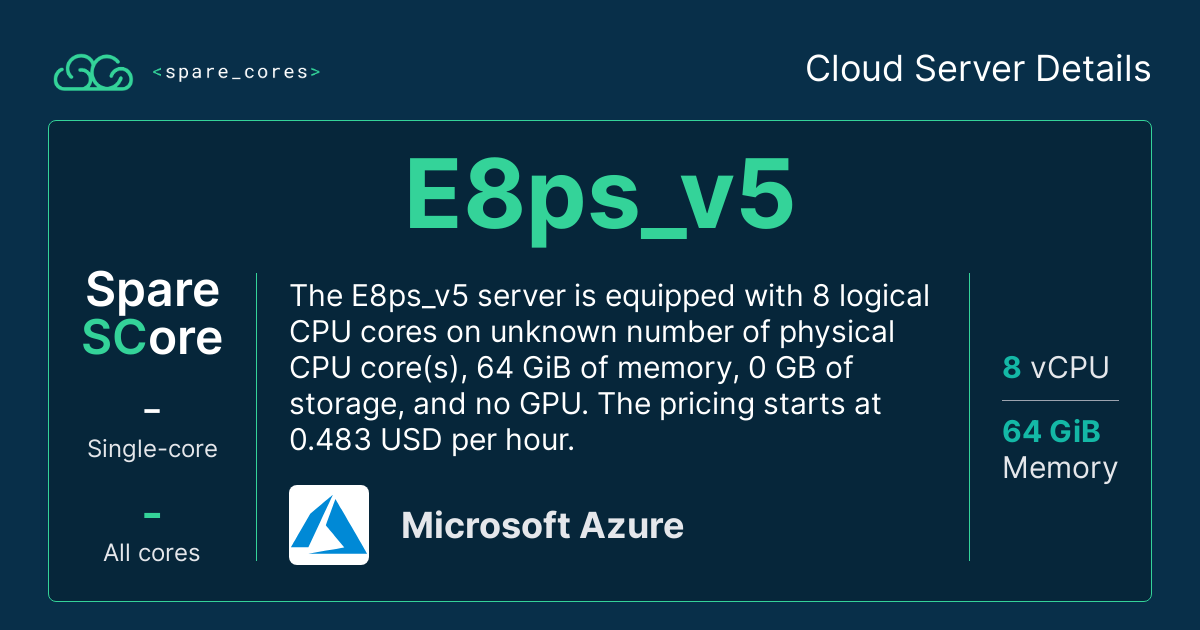 <spare_cores>
Cloud Server Details
E8ps_v5
Spare
SCore
-
Single-core
-
All cores
The E8ps_v5 server is equipped with 8 logical
CPU cores on unknown number of physical
CPU core(s), 64 GiB of memory, 0 GB of
storage, and no GPU. The pricing starts at
0.483 USD per hour.
Microsoft Azure
8 vCPU
64 GiB
Memory